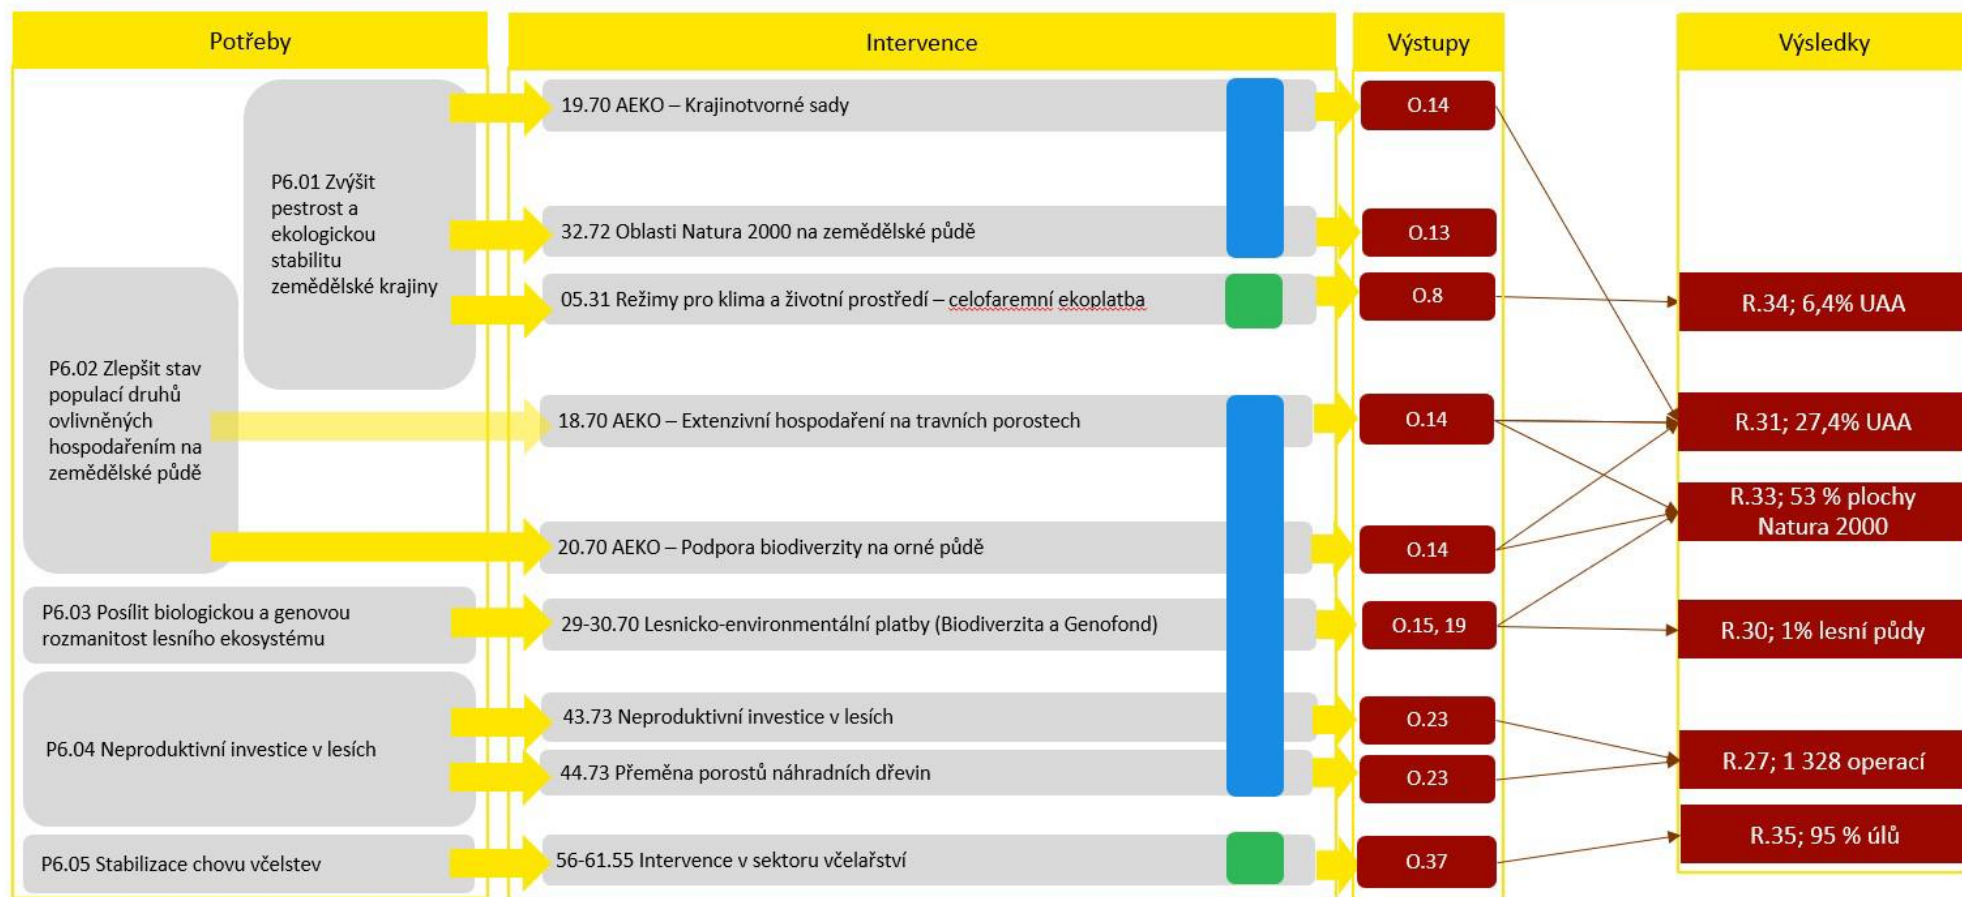 Potřeby
Intervence
Výstupy
Výsledky
P6.01 Zvýšit
pestrost a
ekologickou
stabilitu
zemědělské krajiny
P6.02 Zlepšit stav
populací druhů
ovlivněných
hospodařením na
zemědělské půdě
P6.03 Posílit biologickou a genovou
rozmanitost lesního ekosystému
P6.04 Neproduktivní investice v lesích
P6.05 Stabilizace chovu včelstev
19.70 AEKO – Krajinotvorné sady
32.72 Oblasti Natura 2000 na zemědělské půdě
05.31 Režimy pro klima a životní prostředí – celofaremní ekoplatba
18.70 AEKO – Extenzivní hospodaření na travních porostech
20.70 AEKO – Podpora biodiverzity na orné půdě
29-30.70 Lesnicko-environmentální platby (Biodiverzita a Genofond)
43.73 Neproduktivní investice v lesích
44.73 Přeměna porostů náhradních dřevin
56-61.55 Intervence v sektoru včelařství
O.14
O.13
O.8
O.14
O.14
O.15, 19
O.23
O.23
O.37
R.34; 6,4% UAA
R.31; 27,4% UAA
R.33; 53 % plochy
Natura 2000
R.30; 1% lesní půdy
R.27; 1 328 operací
R.35; 95 % úlů